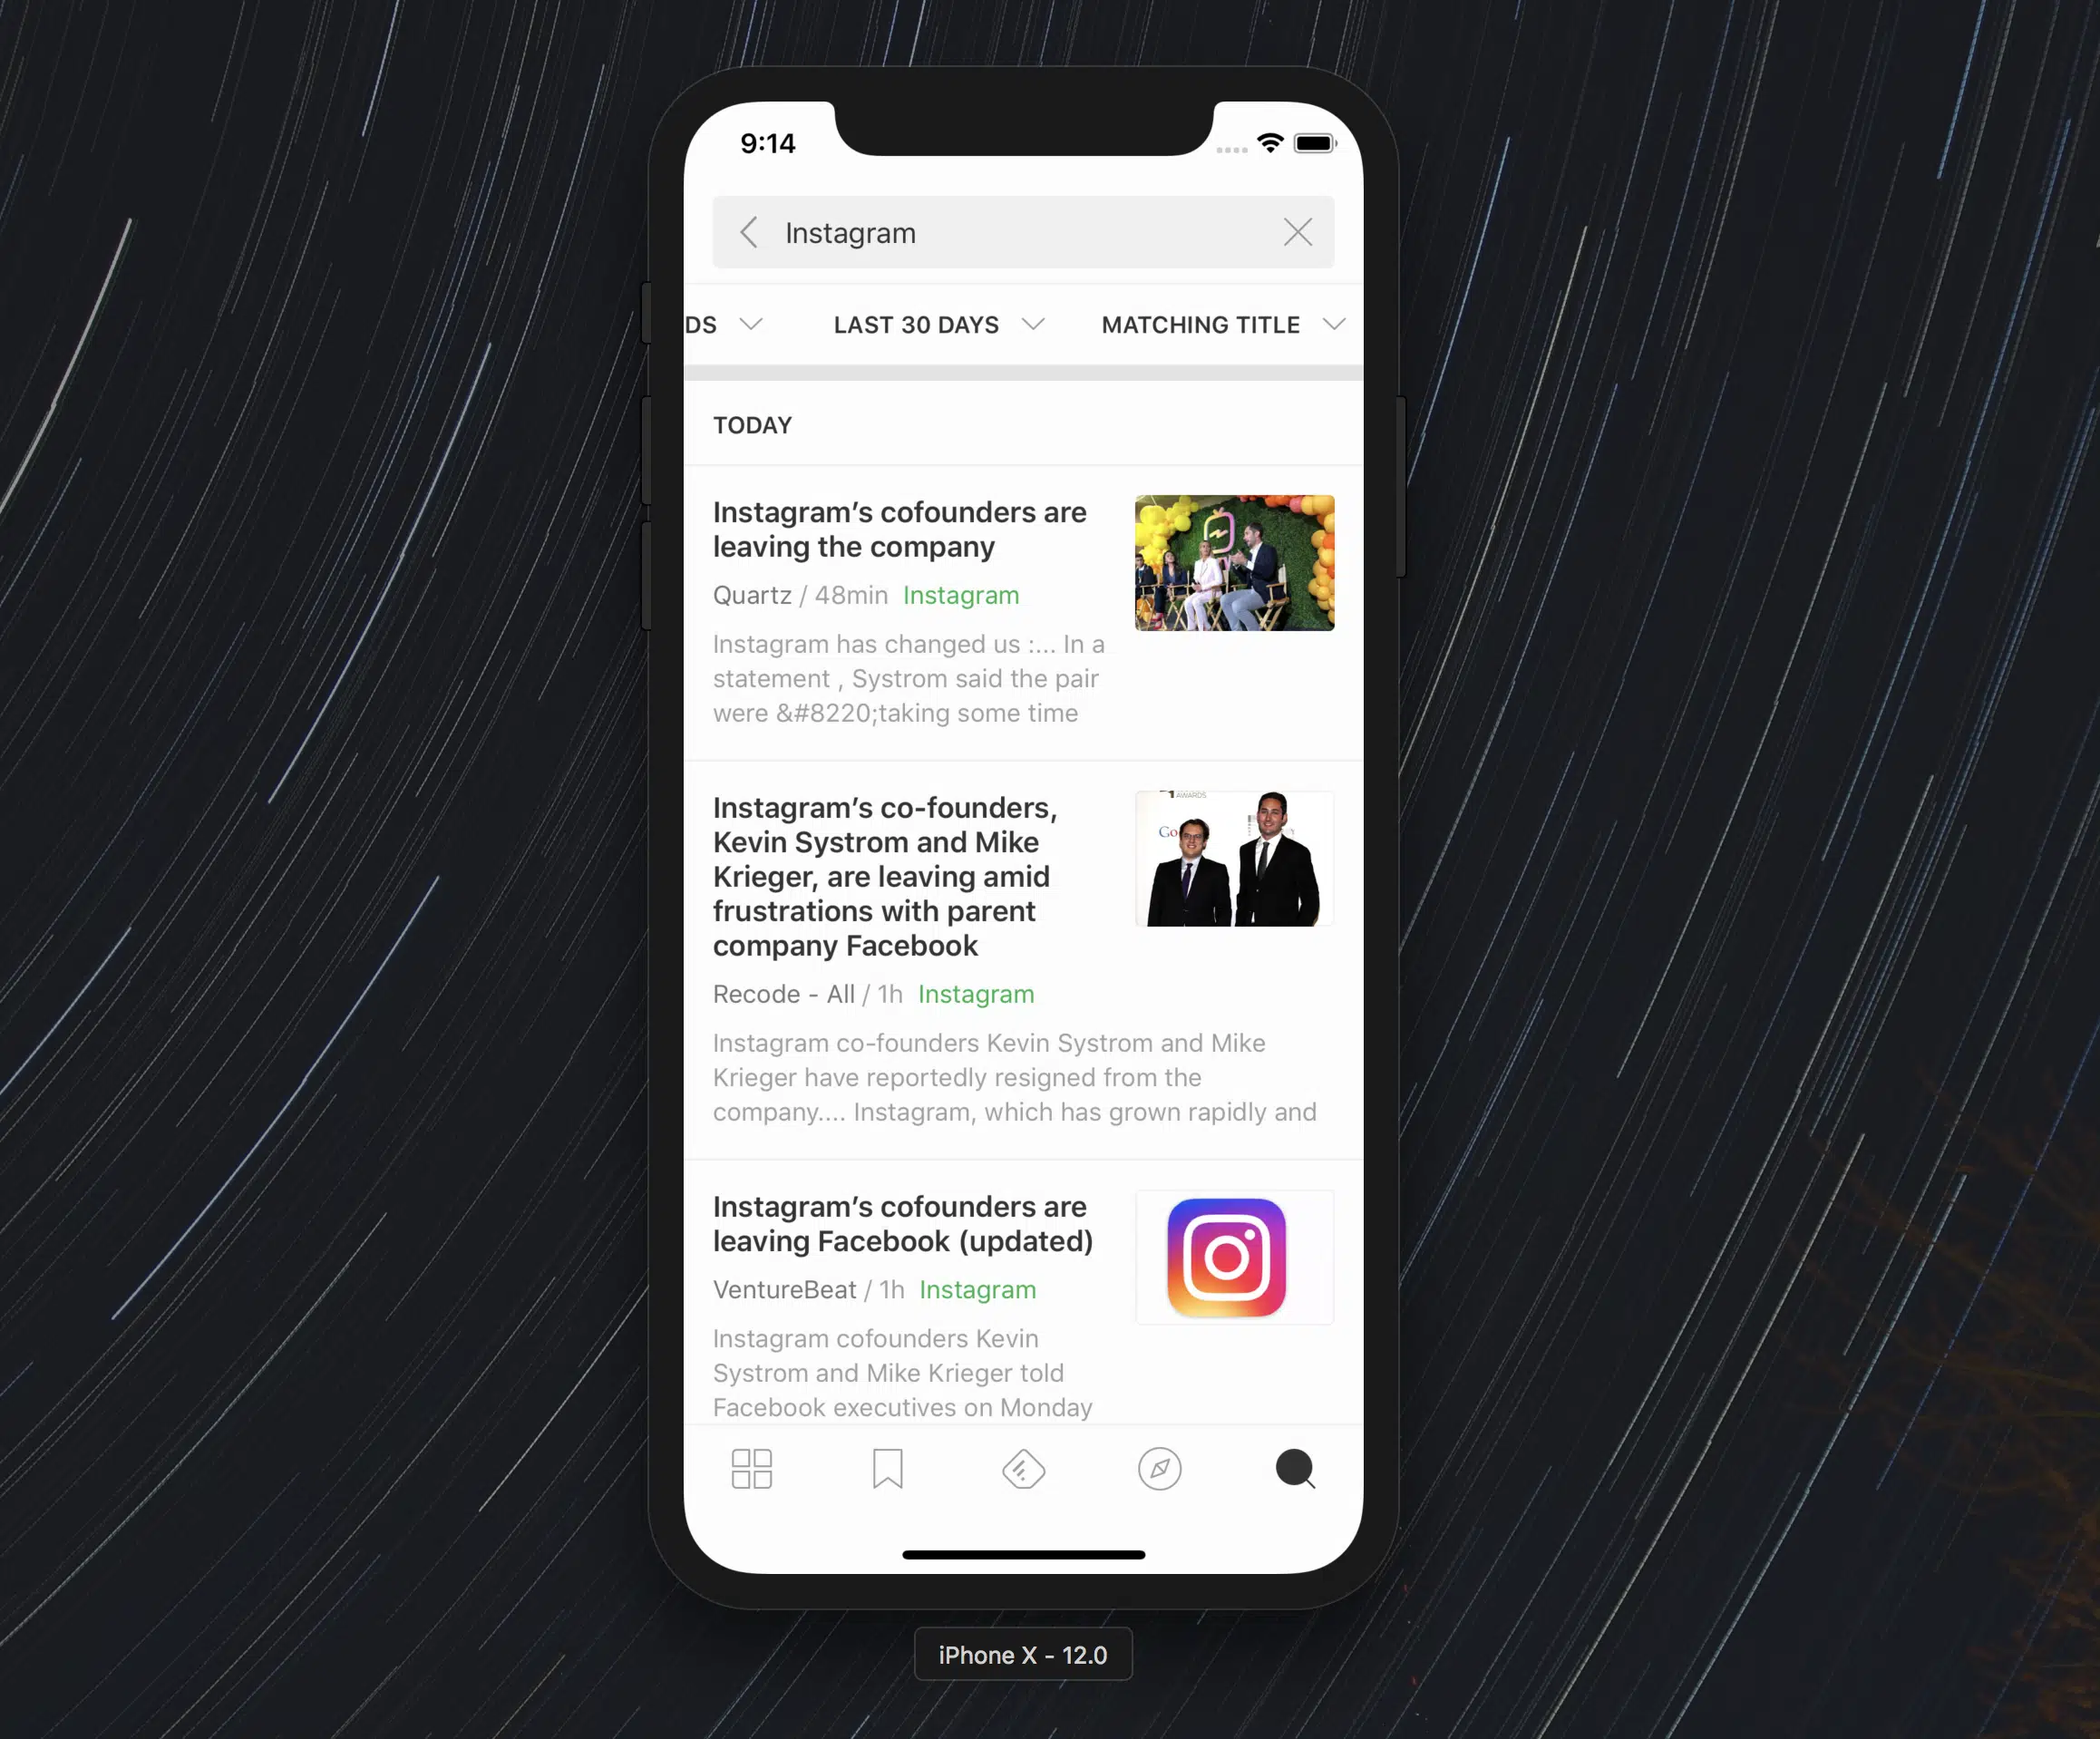 9:14
Instagram
DS
LAST 30 DAYS
MATCHING TITLE
TODAY
Instagram’s cofounders are
leaving the company
Quartz / 48min Instagram
Instagram has changed us :... In a
statement , Systrom said the pair
were &#8220;taking some time
Instagram’s co-founders,
Kevin Systrom and Mike
Krieger, are leaving amid
frustrations with parent
company Facebook
AWARDS
Go
Recode - All / 1h Instagram
Instagram co-founders Kevin Systrom and Mike
Krieger have reportedly resigned from the
company.... Instagram, which has grown rapidly and
Instagram’s cofounders are
leaving Facebook (updated)
VentureBeat / 1h Instagram
Instagram cofounders Kevin
Systrom and Mike Krieger told
Facebook executives on Monday
iPhone X - 12.0